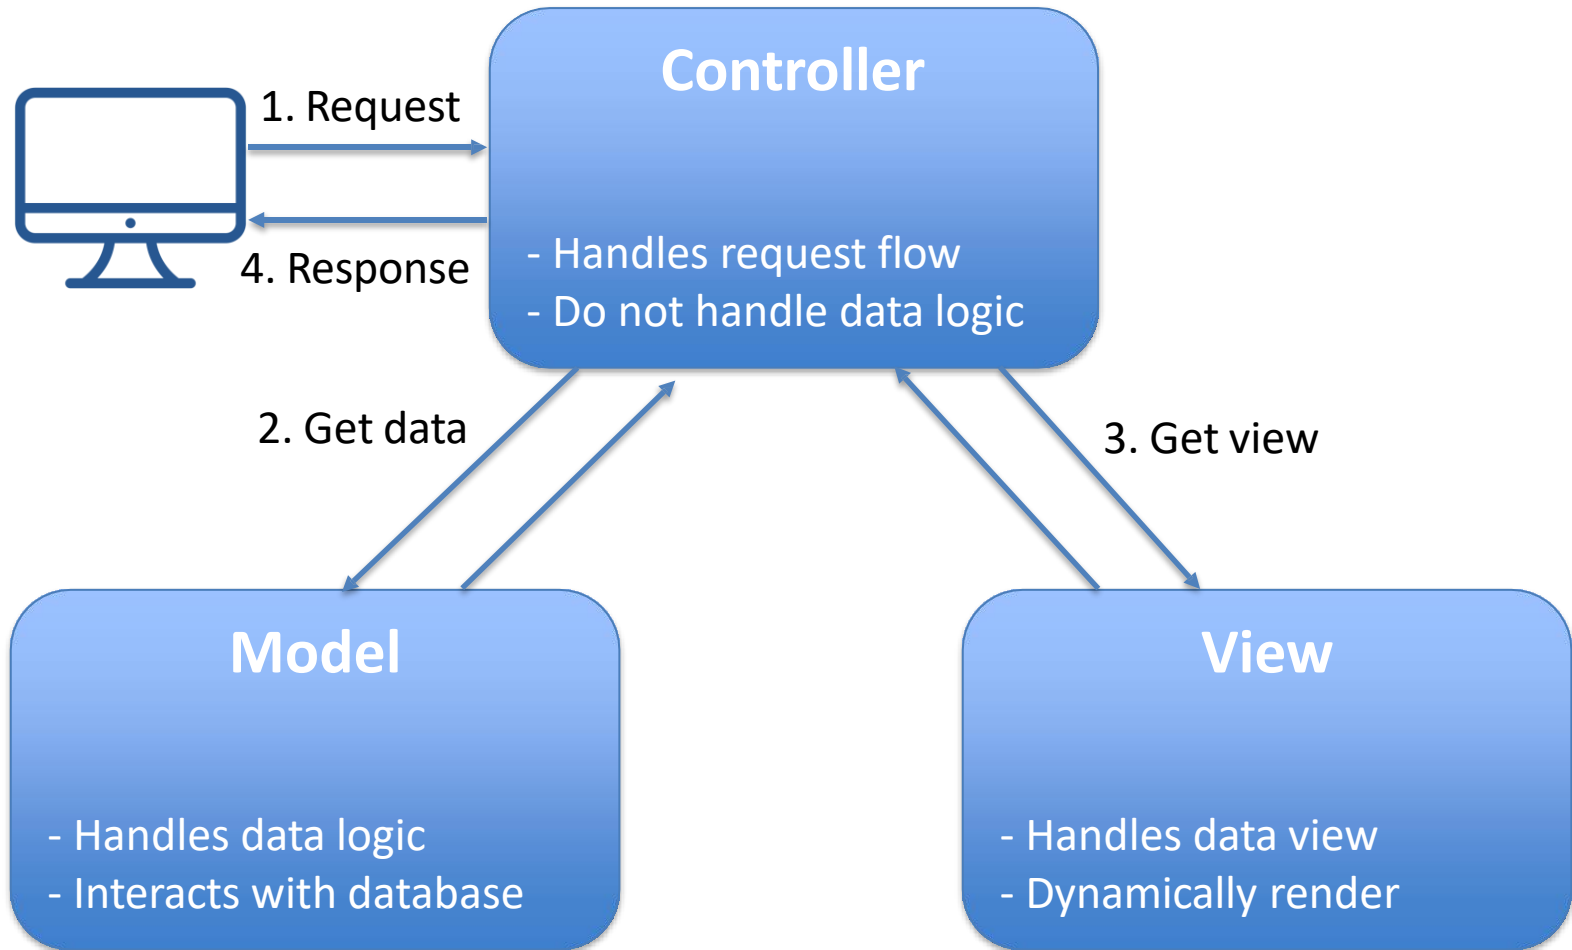 Controller
1. Request
4. Response
- Handles request flow
- Do not handle data logic
2. Get data
3. Get view
Model
- Handles data logic
- Interacts with database
View
- Handles data view
- Dynamically render